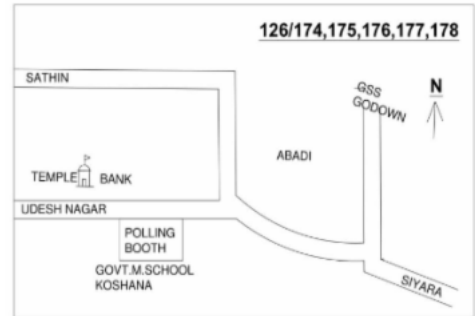 126/174,175,176,177,178
SATHIN
GSS
GODOWN
N
ABADI
TEMPLE BANK
UDESH NAGAR
POLLING
BOOTH
GOVT.M.SCHOOL
KOSHANA
SIYARA